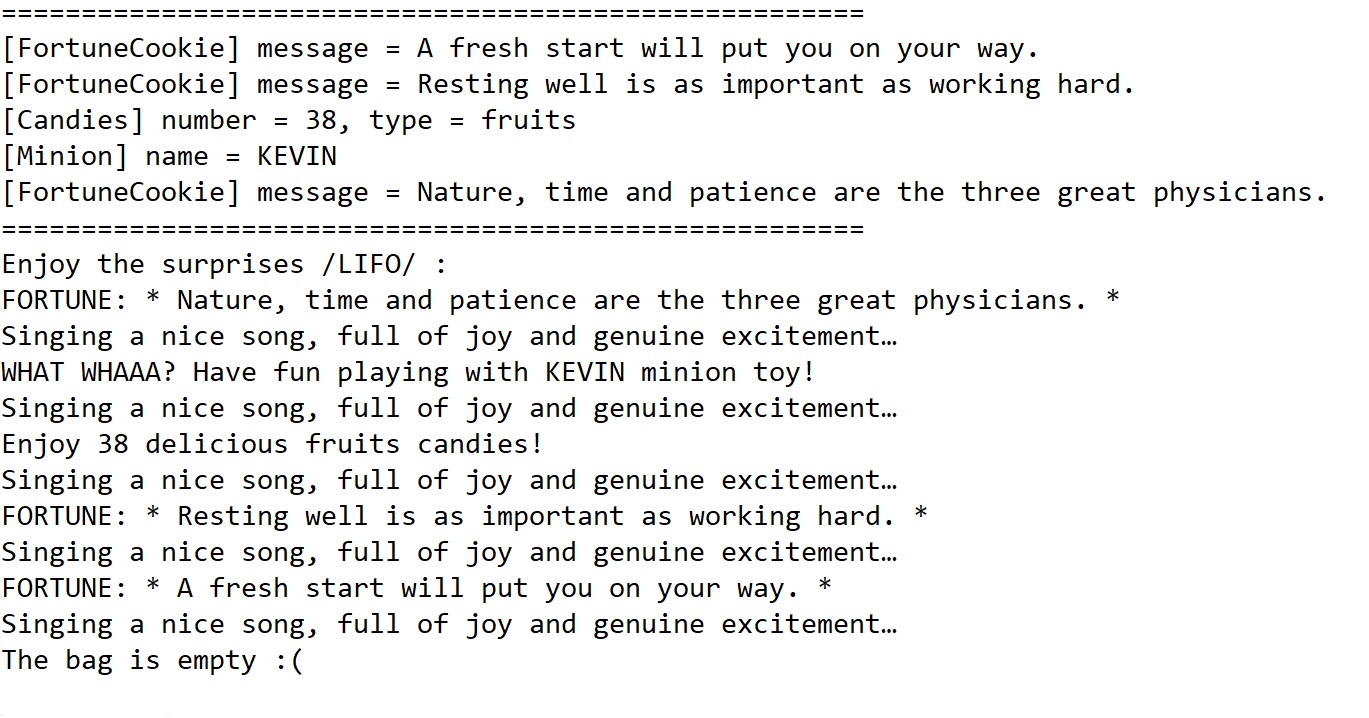 ======================================================
[FortuneCookie] message = A fresh start will put you on your way.
[FortuneCookie] message = Resting well is as important as working hard.
[Candies] number = 38, type = fruits
[Minion] name = KEVIN
[FortuneCookie] message = Nature, time and patience are the three great physicians.
======================================================
Enjoy the surprises /LIFO/ :
FORTUNE: * Nature, time and patience are the three great physicians. *
Singing a nice song, full of joy and genuine excitement…
WHAT WHAAA? Have fun playing with KEVIN minion toy!
Singing a nice song, full of joy and genuine excitement…
Enjoy 38 delicious fruits candies!
Singing a nice song, full of joy and genuine excitement…
FORTUNE: * Resting well is as important as working hard. *
Singing a nice song, full of joy and genuine excitement…
FORTUNE: * A fresh start will put you on your way. *
Singing a nice song, full of joy and genuine excitement…
The bag is empty :(